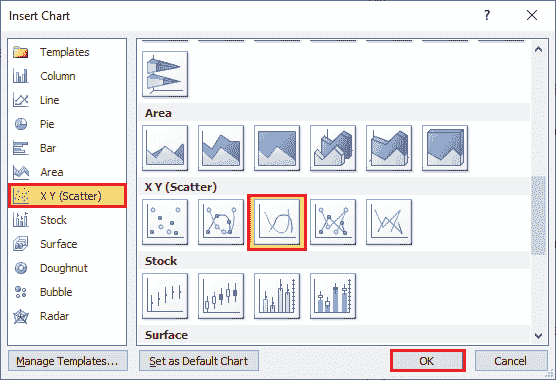 Insert Chart
?
Templates
Column
Line
Pie
Bar
Area
X Y (Scatter)
Stock
Surface
Doughnut
Bubble
Radar
Area
X Y (Scatter)
Stock
Surface
Manage Templates...
Set as Default Chart
OK
Cancel